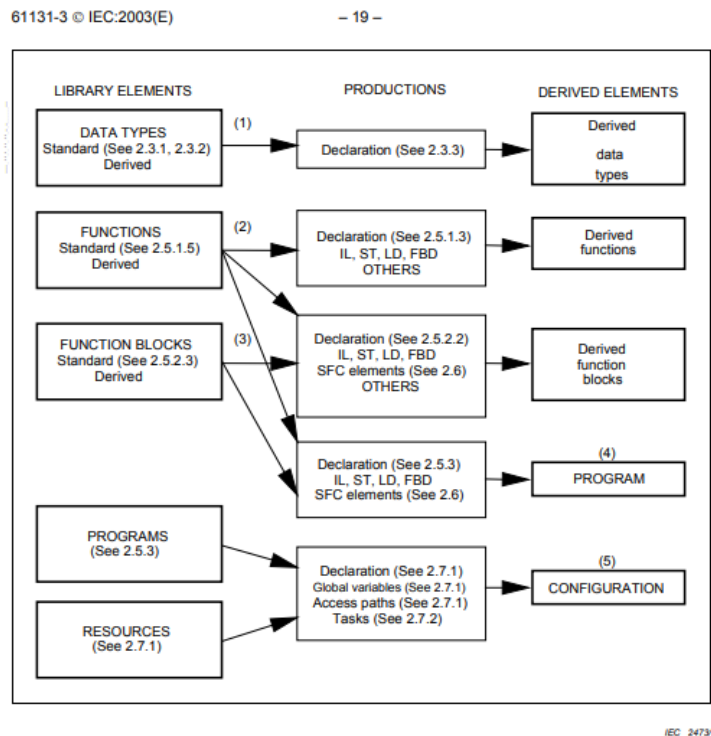 61131-3 © IEC:2003(E)
– 19 –
LIBRARY ELEMENTS
PRODUCTIONS
DERIVED ELEMENTS
DATA TYPES
Standard (See 2.3.1, 2.3.2)
Derived
(1)
Declaration (See 2.3.3)
Derived
data
types
FUNCTIONS
Standard (See 2.5.1.5)
Derived
(2)
Declaration (See 2.5.1.3)
IL, ST, LD, FBD
OTHERS
Derived
functions
FUNCTION BLOCKS
Standard (See 2.5.2.3)
Derived
(3)
Declaration (See 2.5.2.2)
IL, ST, LD, FBD
SFC elements (See 2.6)
OTHERS
Derived
function
blocks
Declaration (See 2.5.3)
IL, ST, LD, FBD
SFC elements (See 2.6)
(4)
PROGRAM
PROGRAMS
(See 2.5.3)
RESOURCES
(See 2.7.1)
Declaration (See 2.7.1)
Global variables (See 2.7.1)
Access paths (See 2.7.1)
Tasks (See 2.7.2)
(5)
CONFIGURATION
IEC 2473/